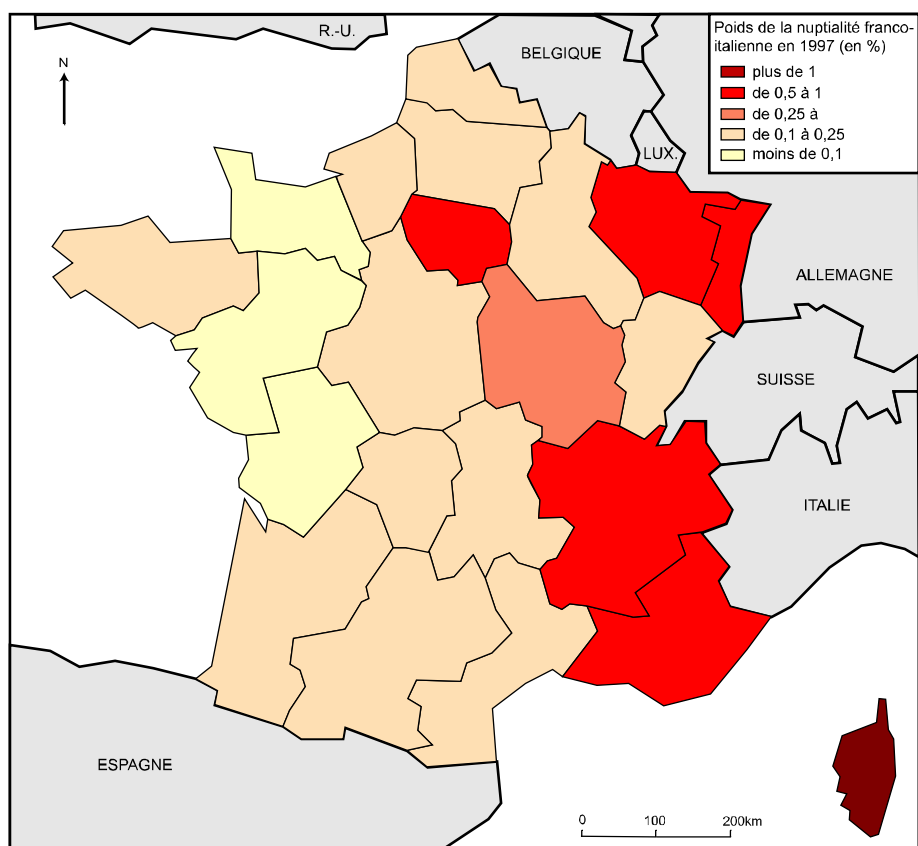 Poids de la nuptialité franco-
italienne en 1997 (en %)
plus de 1
de 0,5 à 1
de 0,25 à
de 0,1 à 0,25
moins de 0,1
R.-U.
BELGIQUE
N
LUX.
ALLEMAGNE
SUISSE
ITALIE
ESPAGNE
0 100 200km